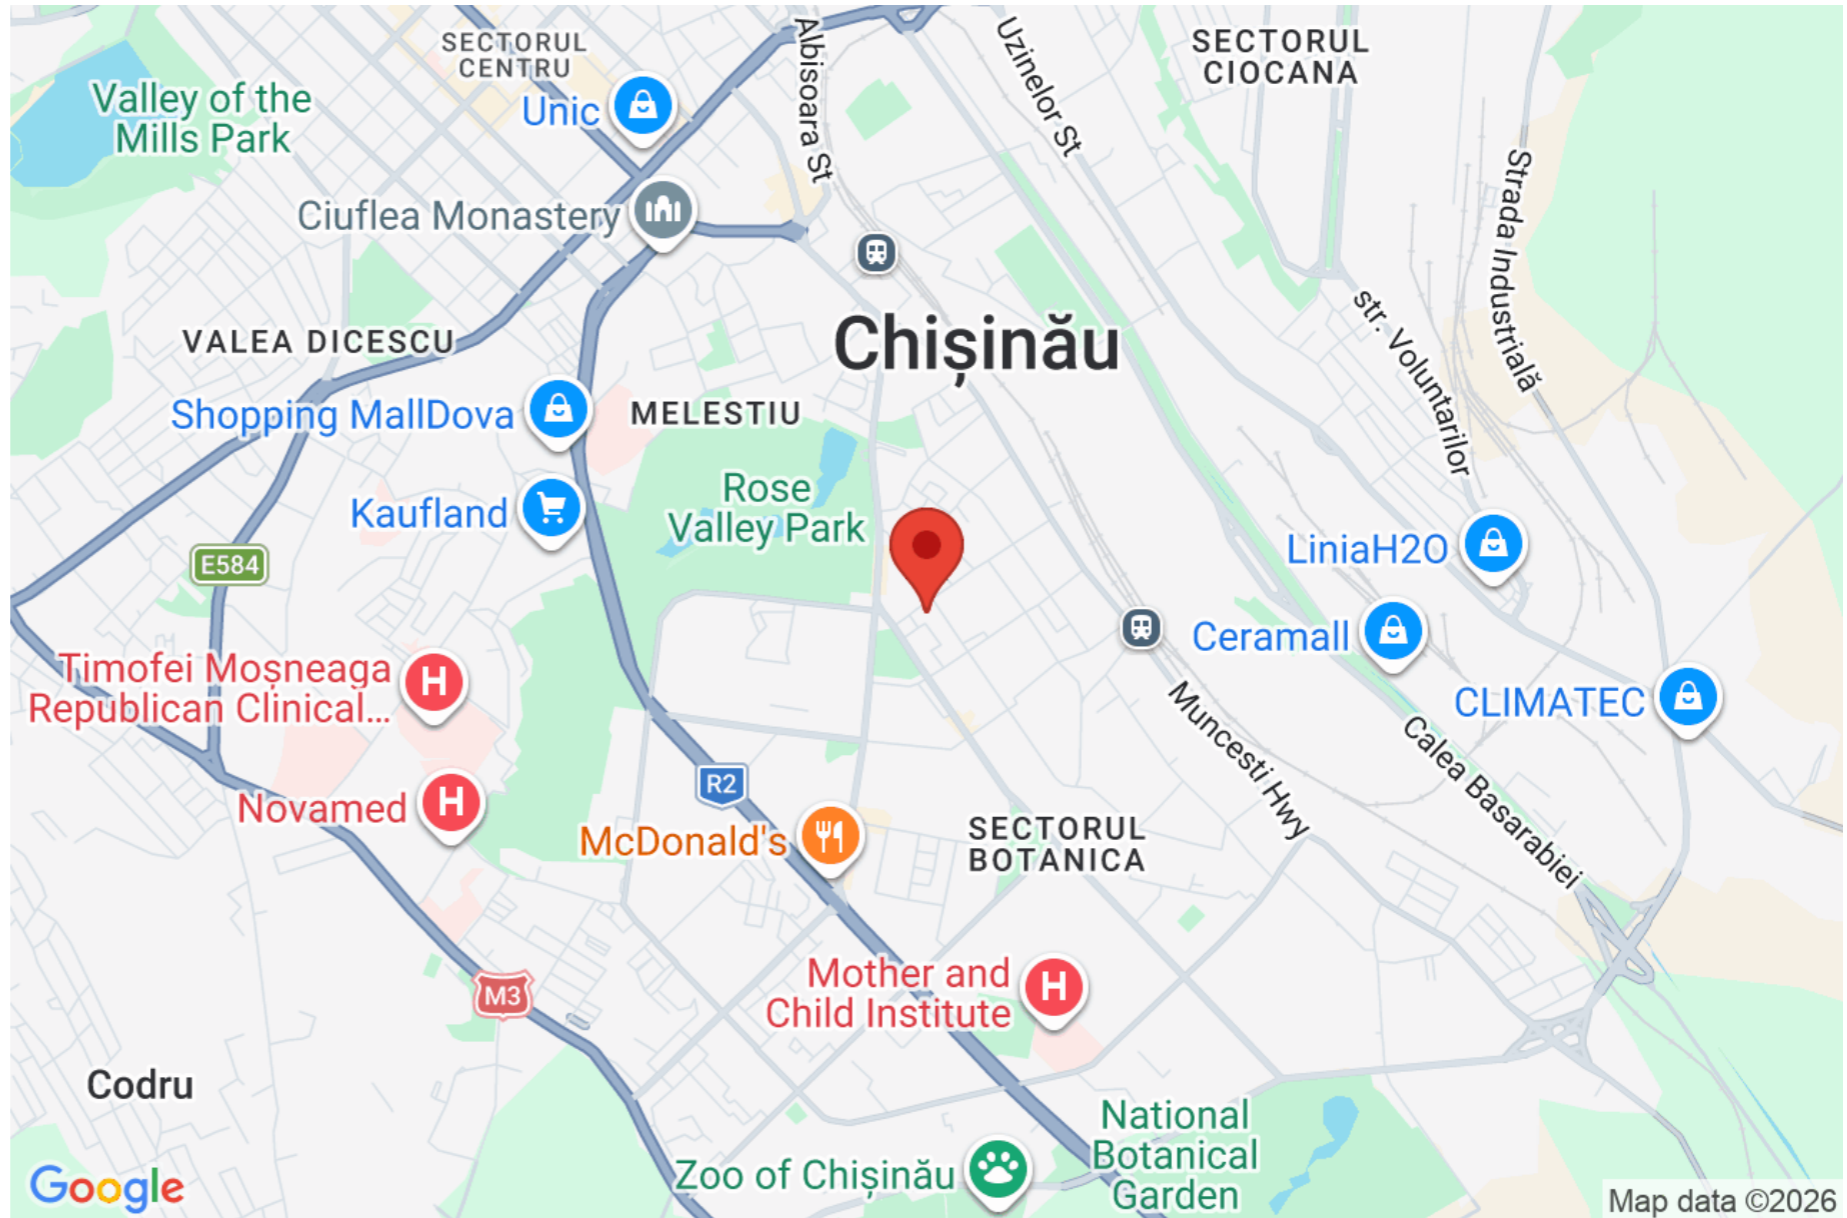 SECTORUL
CENTRU
Albisoara St
Uzinelor St
SECTORUL
CIOCANA
Valley of the
Mills Park
Unic
Strada Industrială
Ciuflea Monastery
str. Voluntarilor
VALEA DICESCU
Chișinău
Shopping MallDova
MELESTIU
Rose
Valley Park
Kaufland
LiniaH2O
E584
Ceramall
Timofei Moșneaga
Republican Clinical...
H
CLIMATEC
Muncesti Hwy
Calea Basarabiei
R2
Novamed
H
McDonald's
SECTORUL
BOTANICA
M3
Mother and
Child Institute
H
Codru
National
Botanical
Garden
Zoo of Chișinău
Google
Map data ©2026